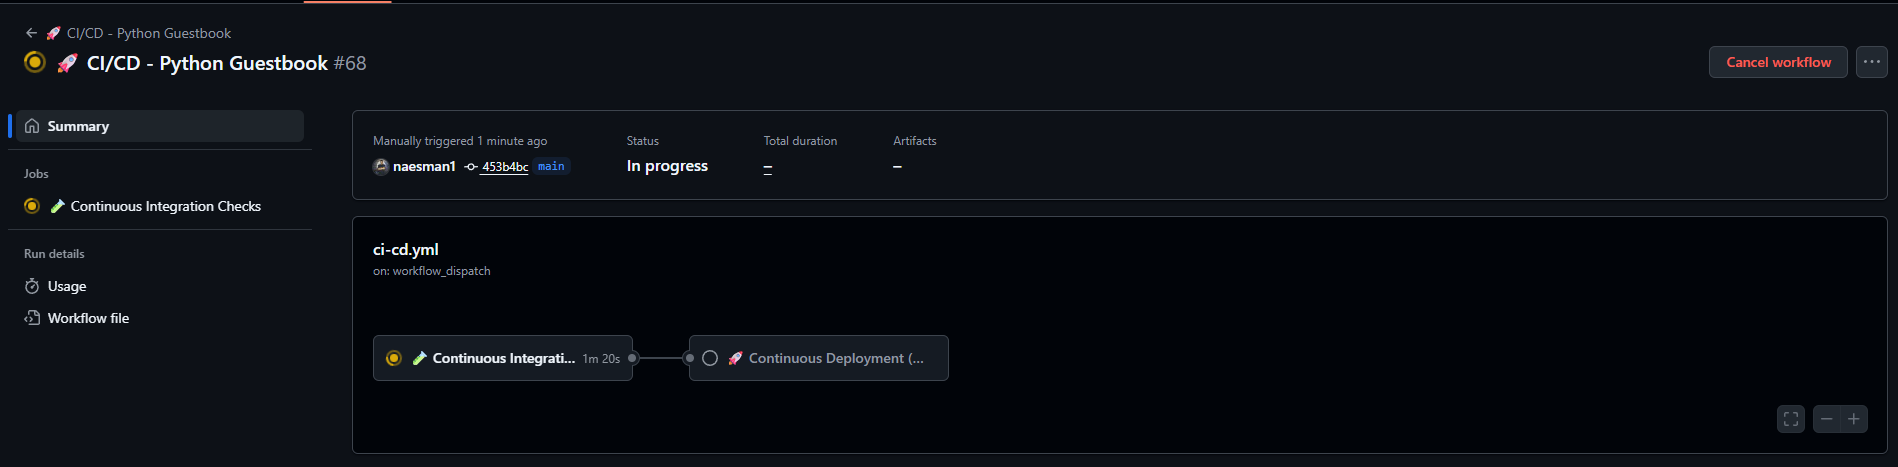 ← 🚀 CI/CD - Python Guestbook
🚀 CI/CD - Python Guestbook #68
Cancel workflow
Summary
Jobs
🧪 Continuous Integration Checks
Run details
Usage
Workflow file
Manually triggered 1 minute ago
naesman1 453b4bc main
Status
In progress
Total duration
–
Artifacts
–
ci-cd.yml
on: workflow_dispatch
🧪 Continuous Integrati... 1m 20s
🚀 Continuous Deployment (...